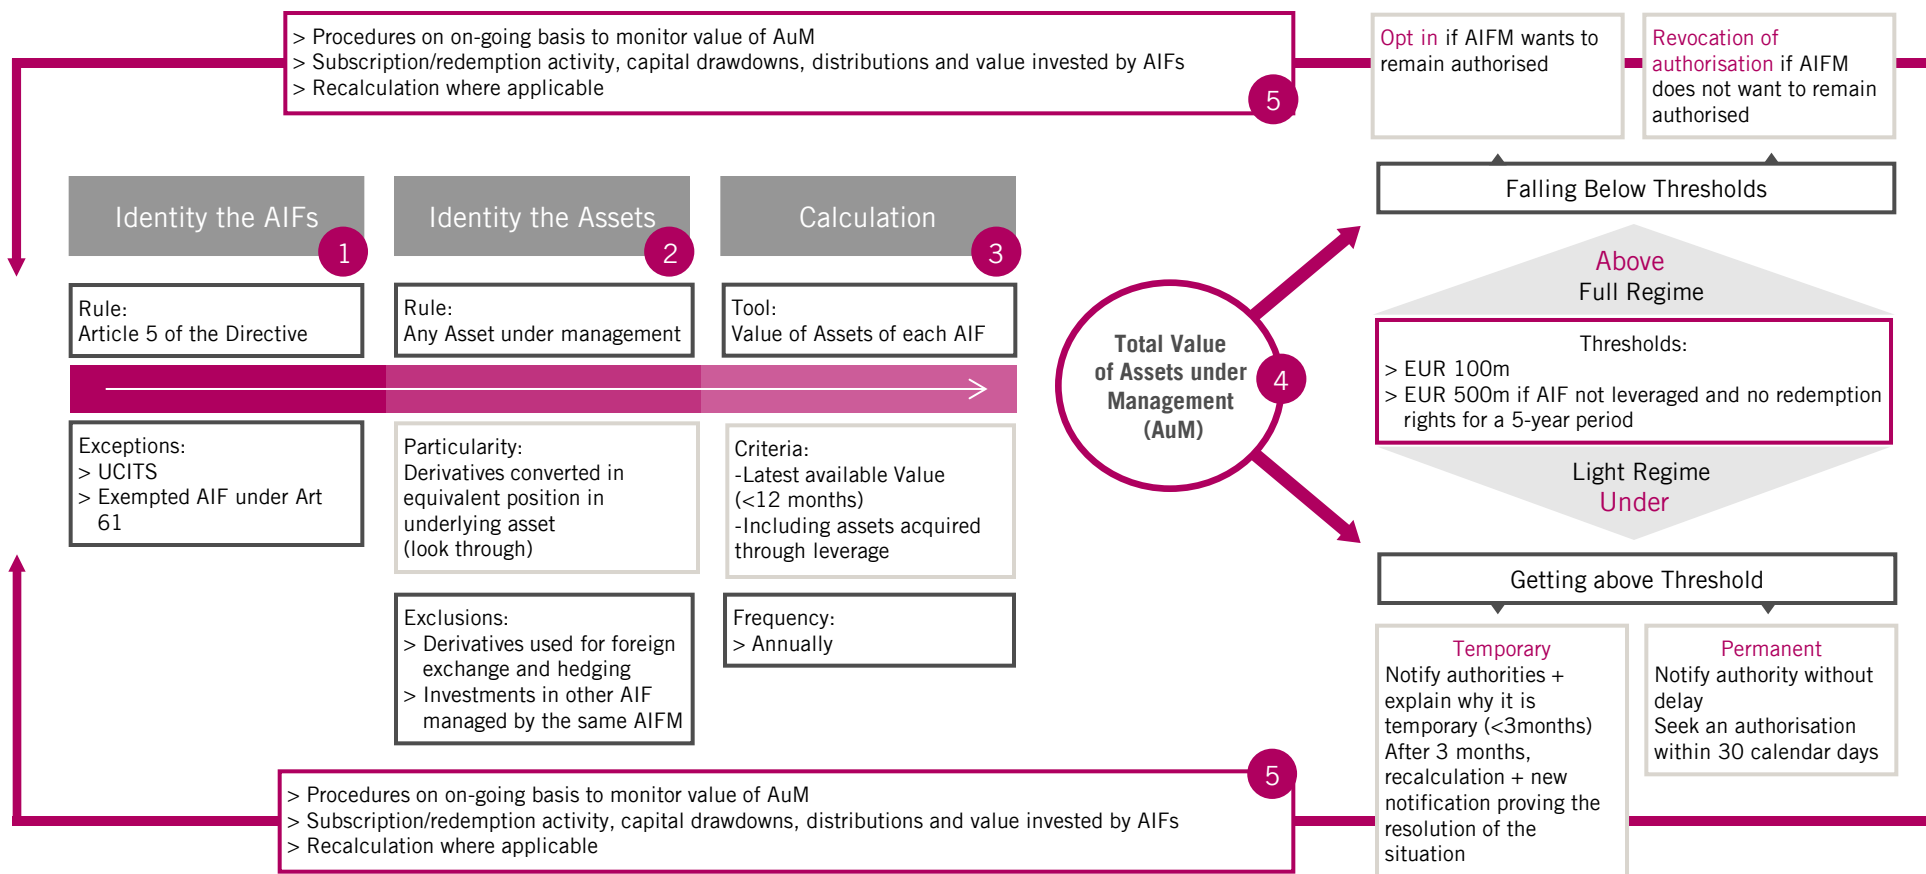 > Procedures on on-going basis to monitor value of AuM
> Subscription/redemption activity, capital drawdowns, distributions and value invested by AIFs
> Recalculation where applicable
5
Opt in if AIFM wants to
remain authorised
Revocation of
authorisation if AIFM
does not want to remain
authorised
Falling Below Thresholds
Identity the AIFs
1
Identity the Assets
2
Calculation
3
Rule:
Article 5 of the Directive
Rule:
Any Asset under management
Tool:
Value of Assets of each AIF
Exceptions:
> UCITS
> Exempted AIF under Art
61
Particularity:
Derivatives converted in
equivalent position in
underlying asset
(look through)
Criteria:
-Latest available Value
(<12 months)
-Including assets acquired
through leverage
Exclusions:
> Derivatives used for foreign
exchange and hedging
> Investments in other AIF
managed by the same AIFM
Frequency:
> Annually
Total Value
of Assets under
Management
(AuM)
4
Above
Full Regime
Thresholds:
> EUR 100m
> EUR 500m if AIF not leveraged and no redemption
rights for a 5-year period
Light Regime
Under
Getting above Threshold
Temporary
Notify authorities +
explain why it is
temporary (<3months)
After 3 months,
recalculation + new
notification proving the
resolution of the
situation
Permanent
Notify authority without
delay
Seek an authorisation
within 30 calendar days
5
> Procedures on on-going basis to monitor value of AuM
> Subscription/redemption activity, capital drawdowns, distributions and value invested by AIFs
> Recalculation where applicable